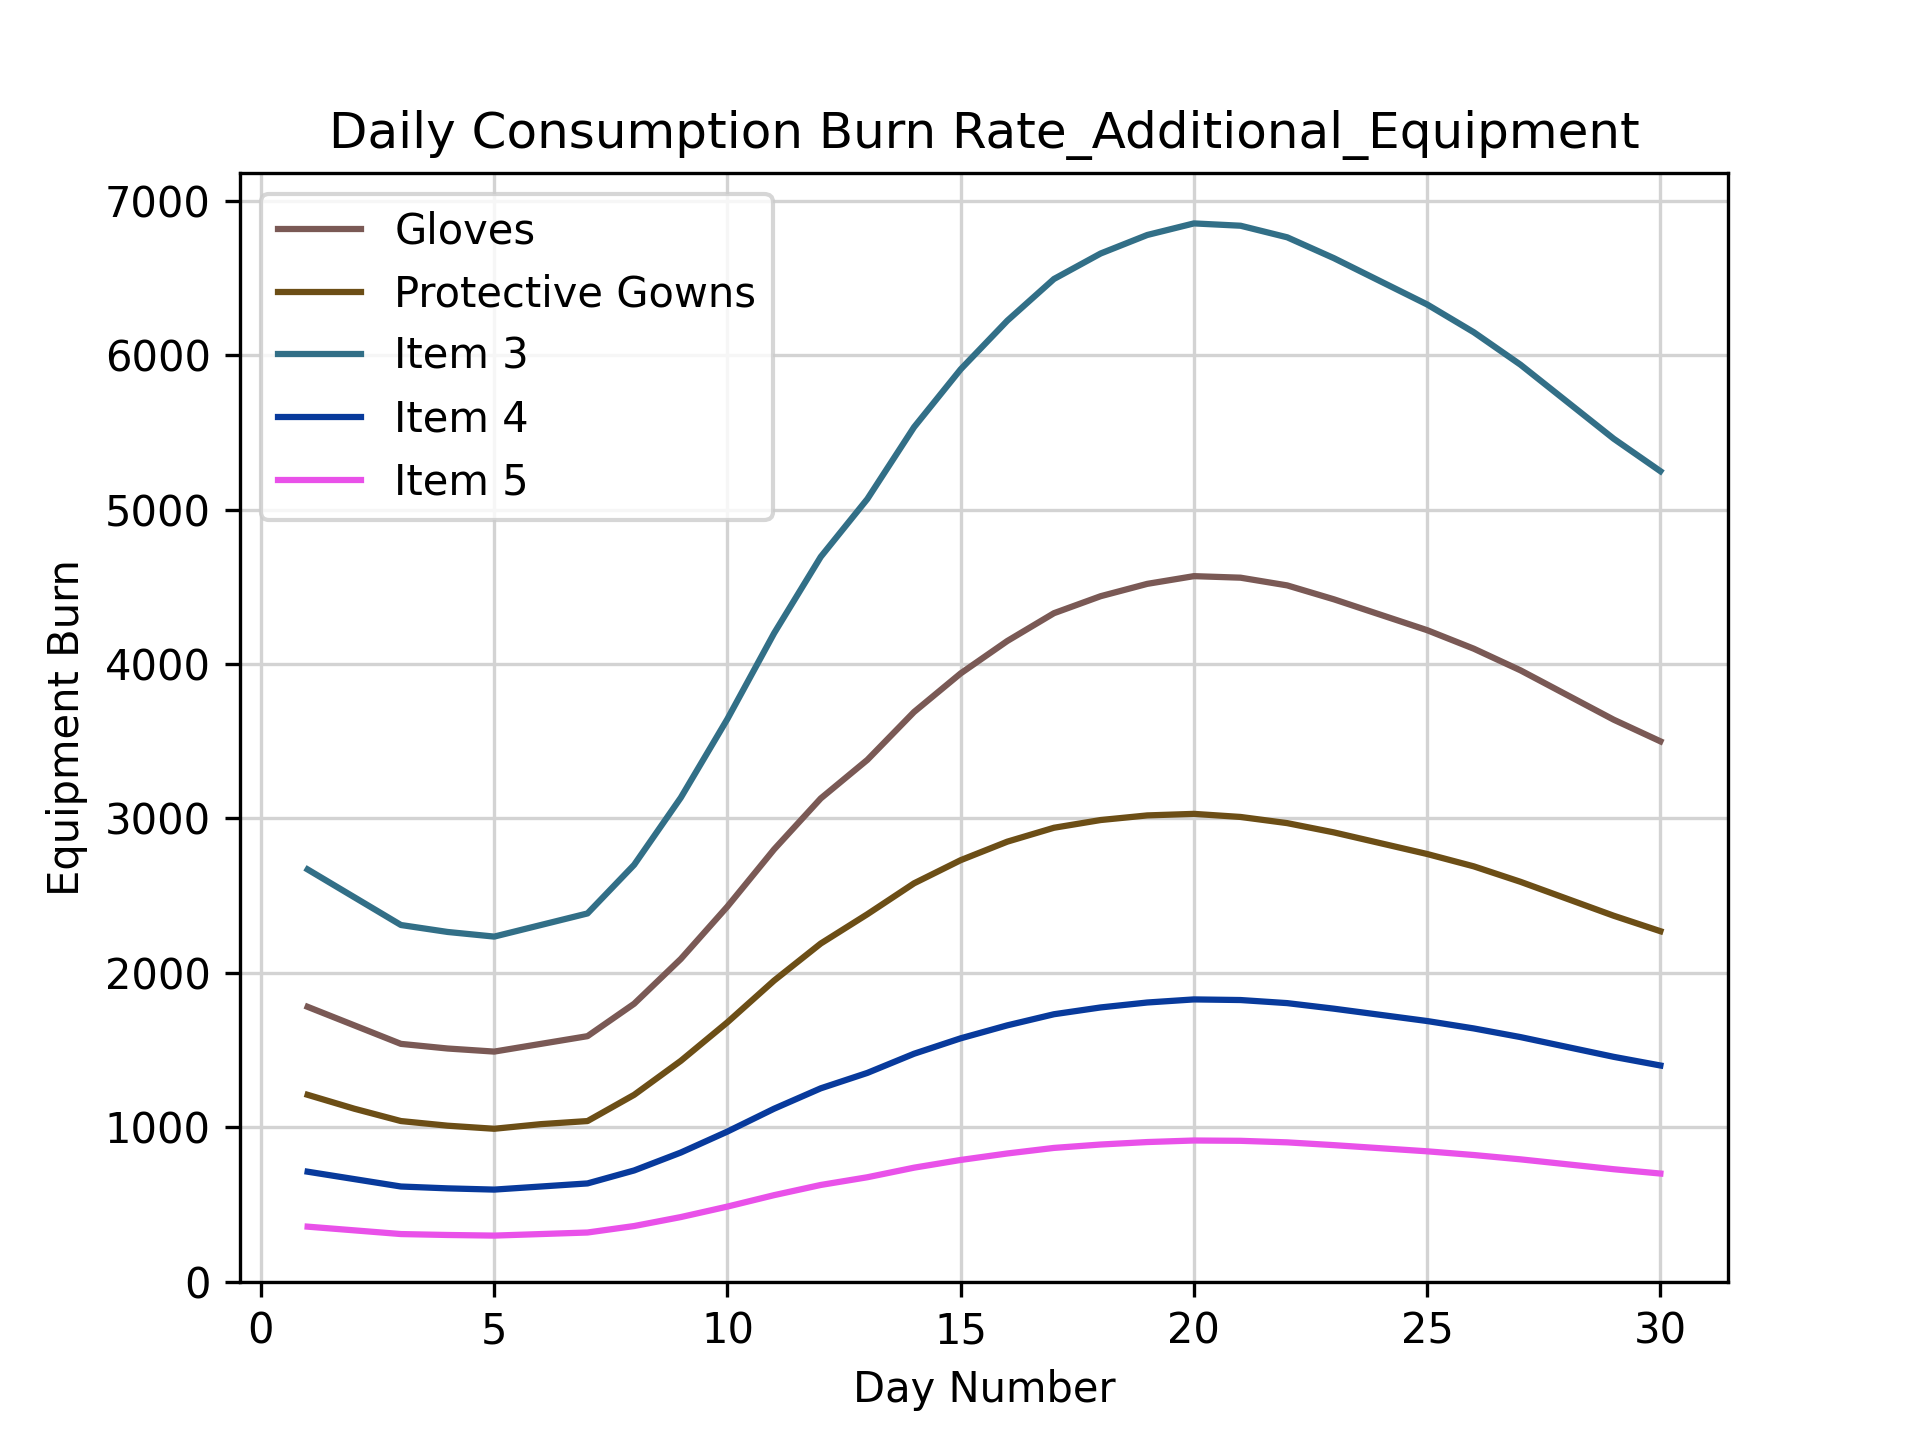 Daily Consumption Burn Rate_Additional_Equipment
7000
6000
5000
4000
3000
2000
1000
0
Equipment Burn
Gloves
Protective Gowns
Item 3
Item 4
Item 5
0 5 10 15 20 25 30
Day Number